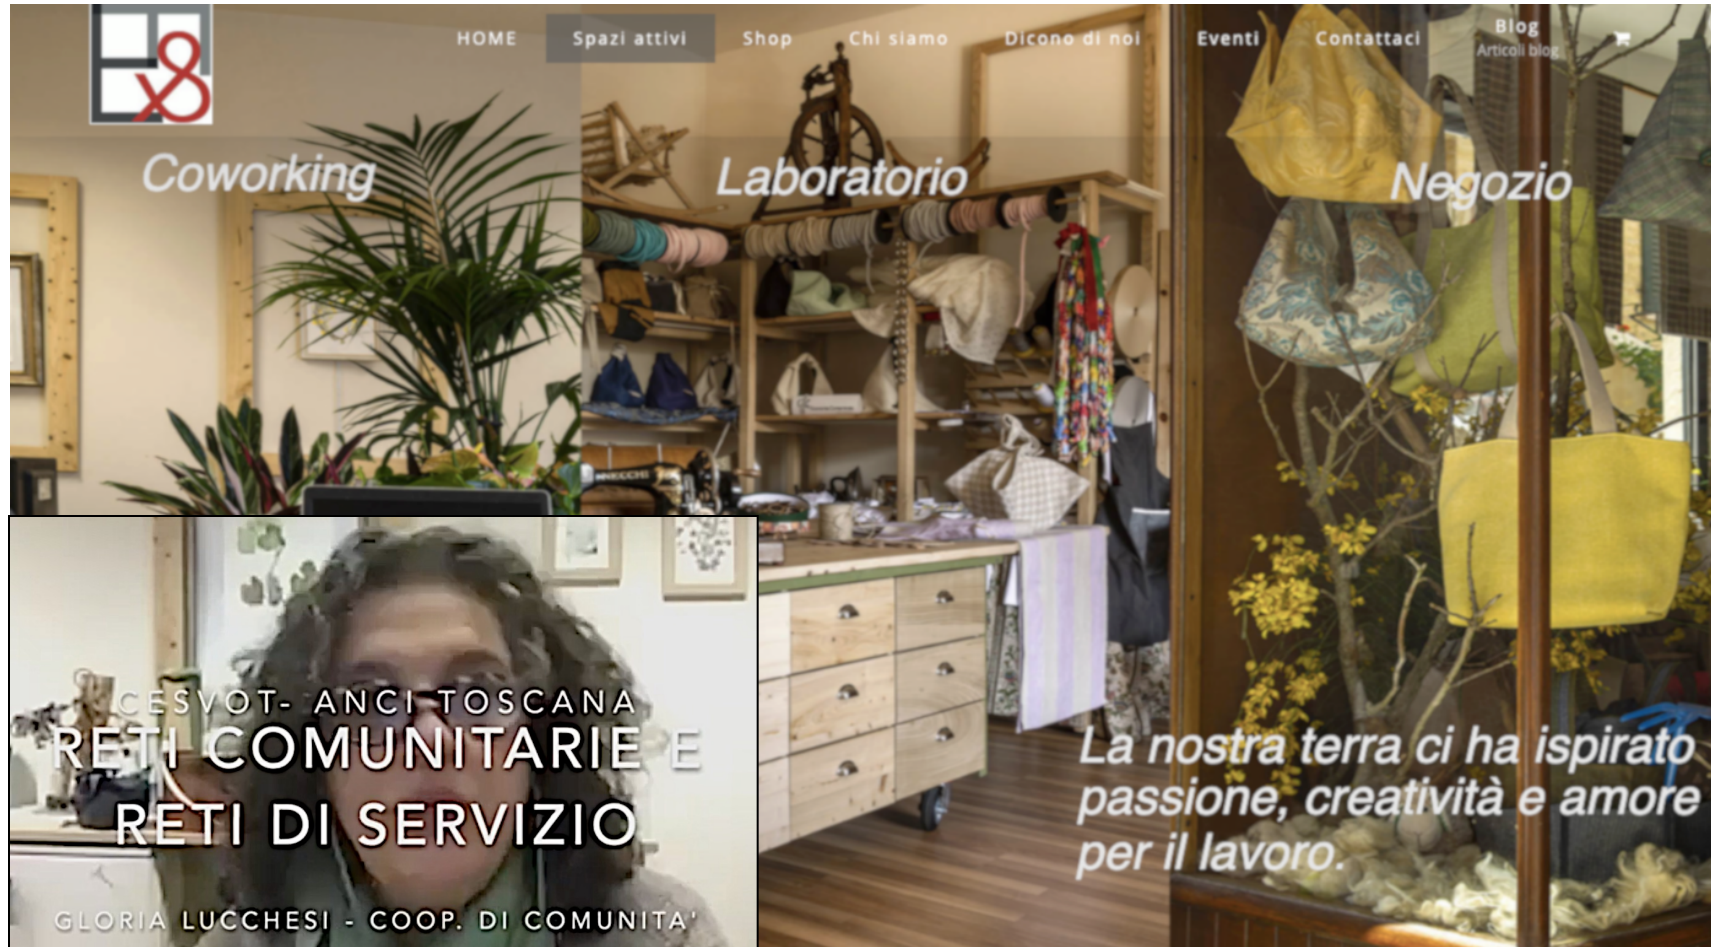 &
HOME
Spazi attivi
Shop
Chi siamo
Dicono di noi
Eventi
Contattaci
Blog
Articoli blog
Coworking
Laboratorio
Negozio
NECCHI
La nostra terra ci ha ispirato
passione, creatività e amore
per il lavoro.
CESVOT- ANCI TOSCANA
RETI COMUNITARIE E
RETI DI SERVIZIO
GLORIA LUCCHESI - COOP. DI COMUNITA'